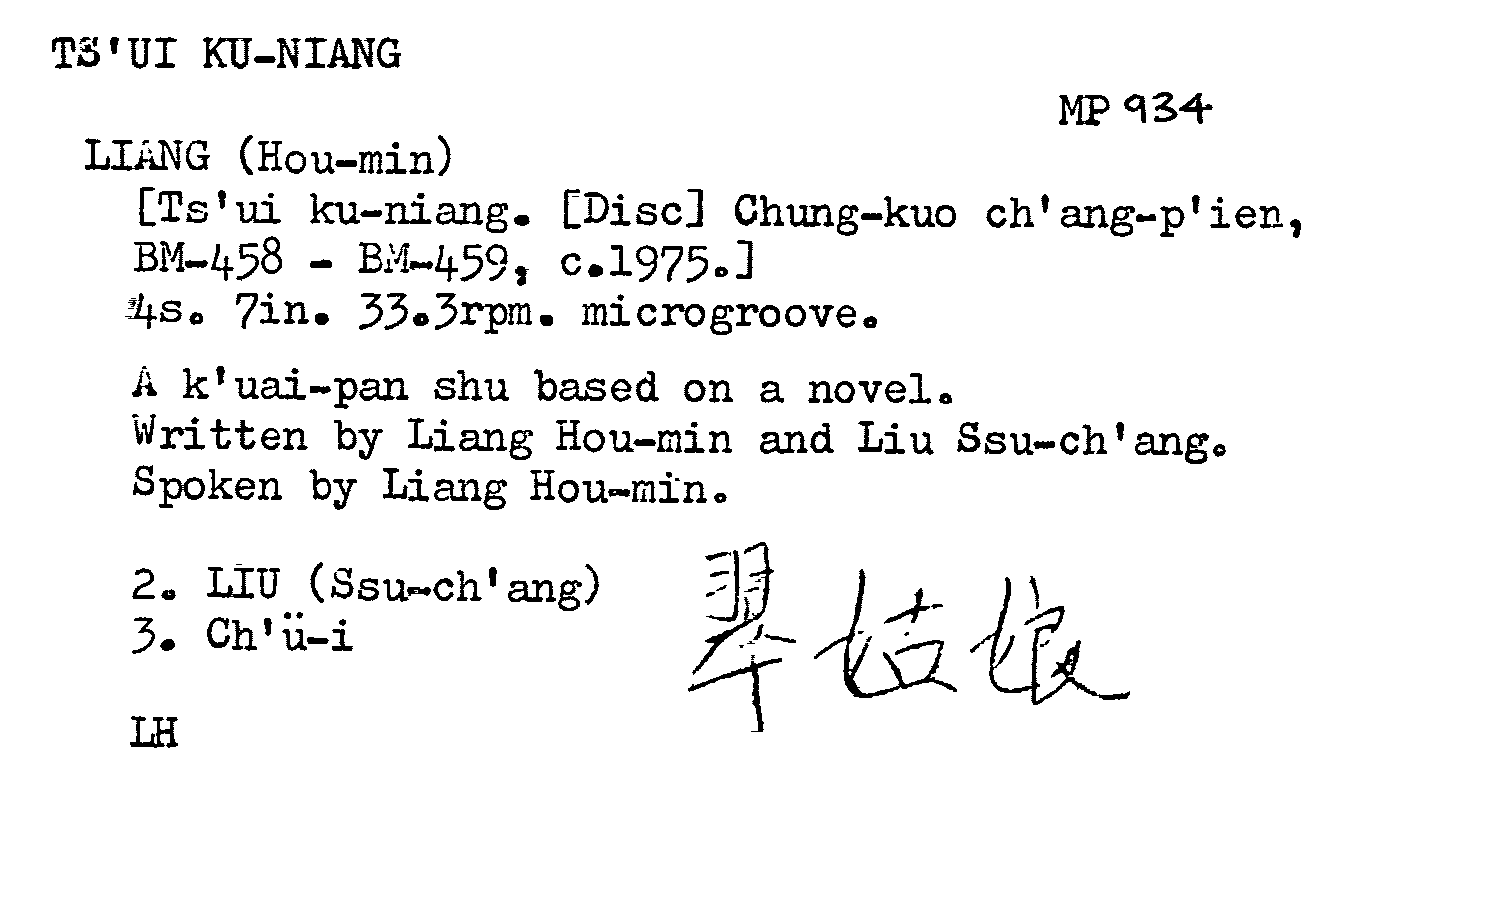 TS'UI KU-NIANG
MP 934
LIANG (Hou-min)
[Ts'ui ku-niang. [Disc] Chung-kuo ch'ang-p'ien,
BM-458 - BM-459, c.1975.]
4s. 7in. 33.3rpm. microgroove.
A k'uai-pan shu based on a novel.
Written by Liang Hou-min and Liu Ssu-ch'ang.
Spoken by Liang Hou-min.
2. LIU (Ssu-ch'ang)
3. Ch'ü-i
翠姑娘
LH